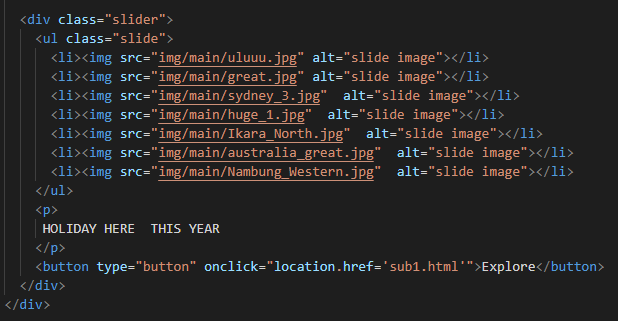 <div class="slider">
<ul class="slide">
<li><img src="img/main/uluuu.jpg" alt="slide image"></li>
<li><img src="img/main/great.jpg" alt="slide image"></li>
<li><img src="img/main/sydney_3.jpg"  alt="slide image"></li>
<li><img src="img/main/huge_1.jpg"  alt="slide image"></li>
<li><img src="img/main/Ikara_North.jpg"  alt="slide image"></li>
<li><img src="img/main/australia_great.jpg"  alt="slide image"></li>
<li><img src="img/main/Nambung_Western.jpg"  alt="slide image"></li>
</ul>
<p>
HOLIDAY HERE  THIS YEAR
</p>
<button type="button" onclick="location.href='sub1.html'">Explore</button>
</div>
</div>